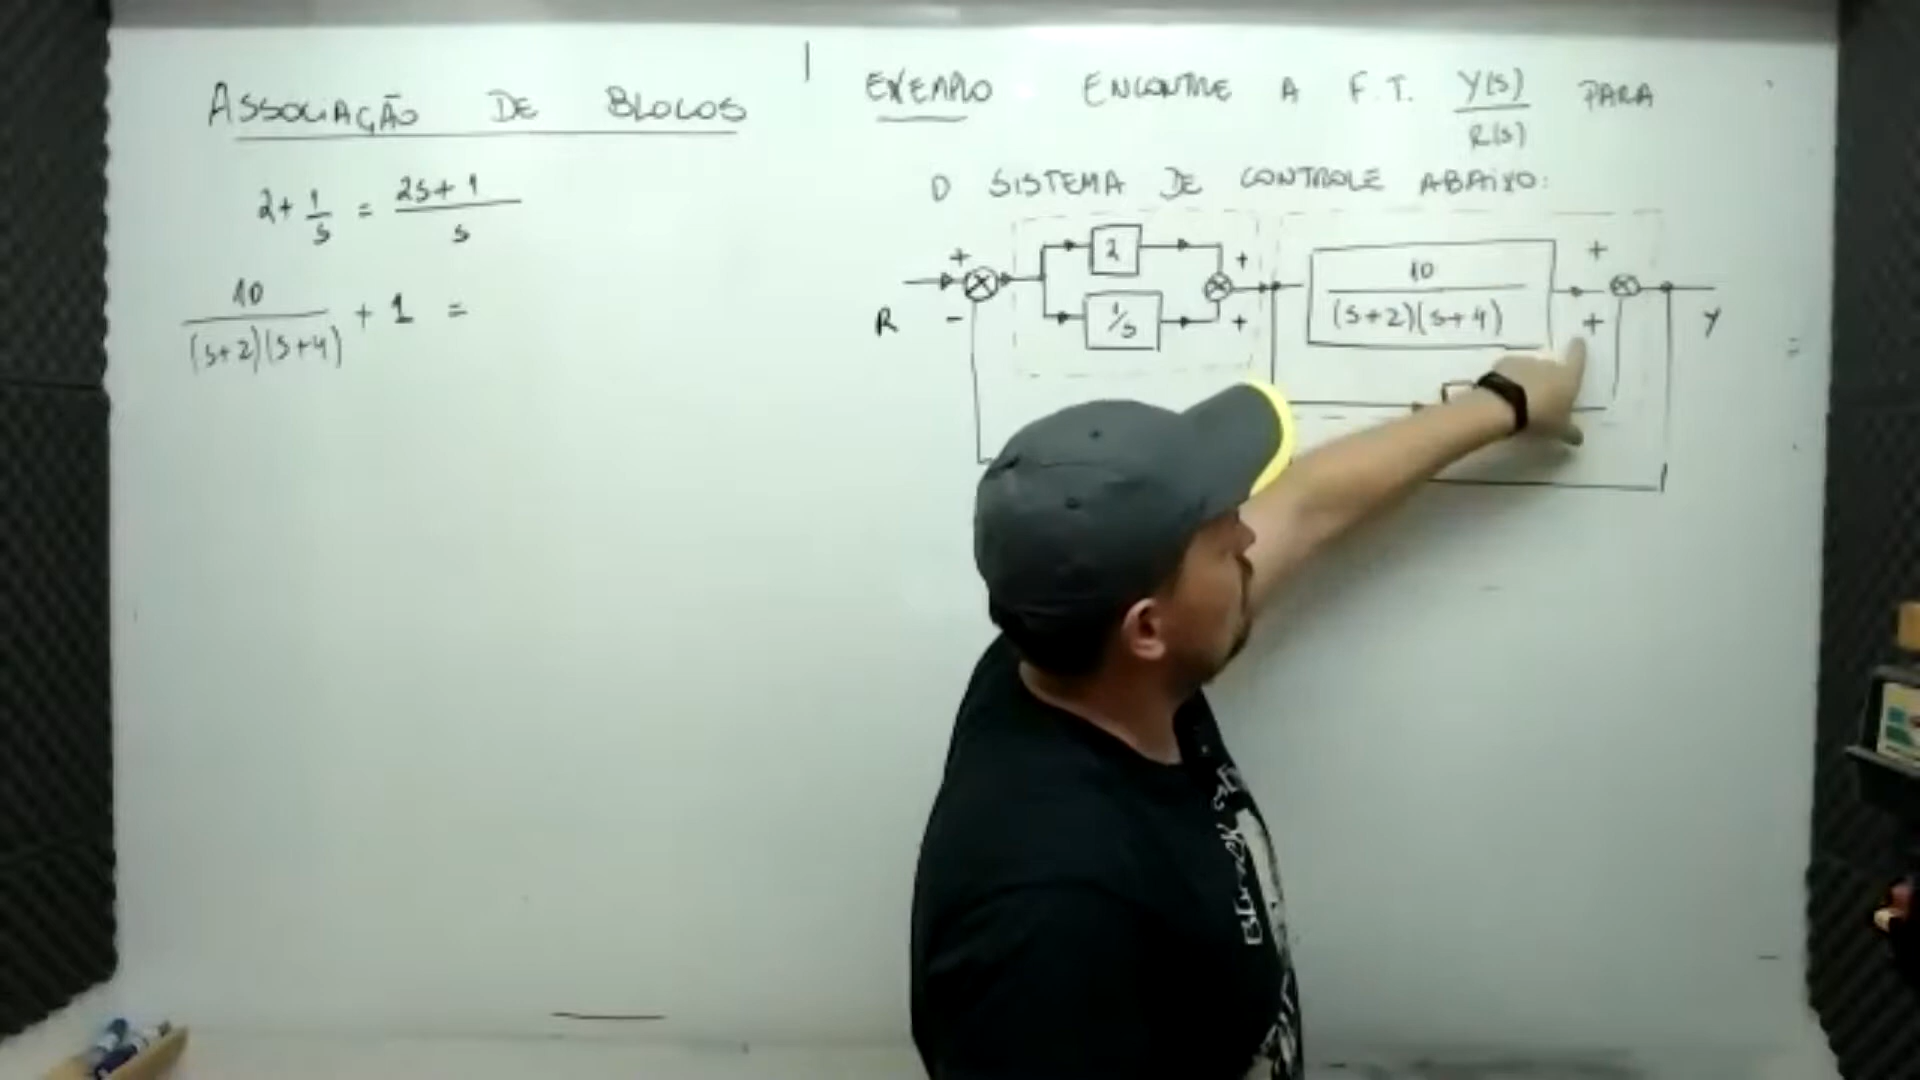 ASSOCIAÇÃO DE BLOCOS
2 + 1/s = (2s+1)/s
10/((s+2)(s+4)) + 1 =
EXEMPLO ENCONTRE A F.T. Y(s)/R(s) PARA
O SISTEMA DE CONTROLE ABAIXO:
+ 2 + 10/((s+2)(s+4)) +
R - 1/s + + Y